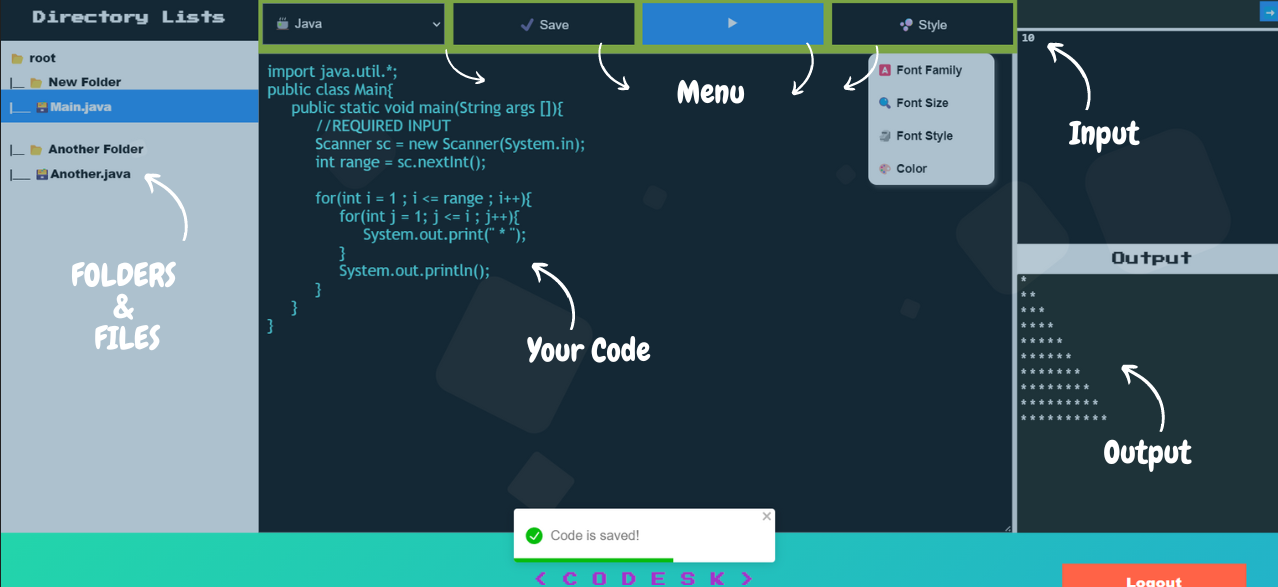 Directory Lists
root
|__ New Folder
|___ Main.java
|__ Another Folder
|___ Another.java
FOLDERS
&
FILES
Java
Save
Style
Menu
Font Family
Font Size
Font Style
Color
import java.util.*;
public class Main{
public static void main(String args []){
//REQUIRED INPUT
Scanner sc = new Scanner(System.in);
int range = sc.nextInt();
for(int i = 1 ; i <= range ; i++){
for(int j = 1; j <= i ; j++){
System.out.print(" * ");
}
System.out.println();
}
}
}
Your Code
10
Input
Output
*
* *
* * *
* * * *
* * * * *
* * * * * *
* * * * * * *
* * * * * * * *
* * * * * * * * *
* * * * * * * * * *
Output
Code is saved!
< C O D E S K >
Logout